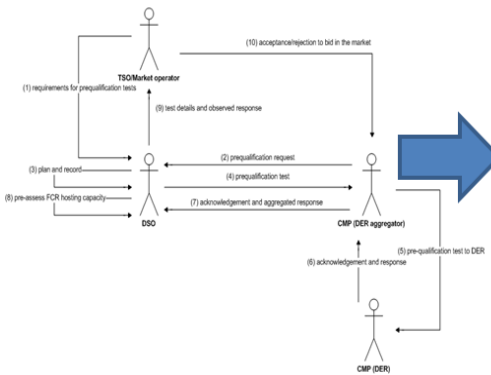 (10) acceptance/rejection to bid in the market
TSO/Market operator
(1) requirements for prequalification tests
(9) test details and observed response
(2) prequalification request
(3) plan and record
(4) prequalification test
(8) pre-assess FCR hosting capacity
(7) acknowledgement and aggregated response
DSO
CMP (DER aggregator)
(5) pre-qualification test to DER
(6) acknowledgement and response
CMP (DER)